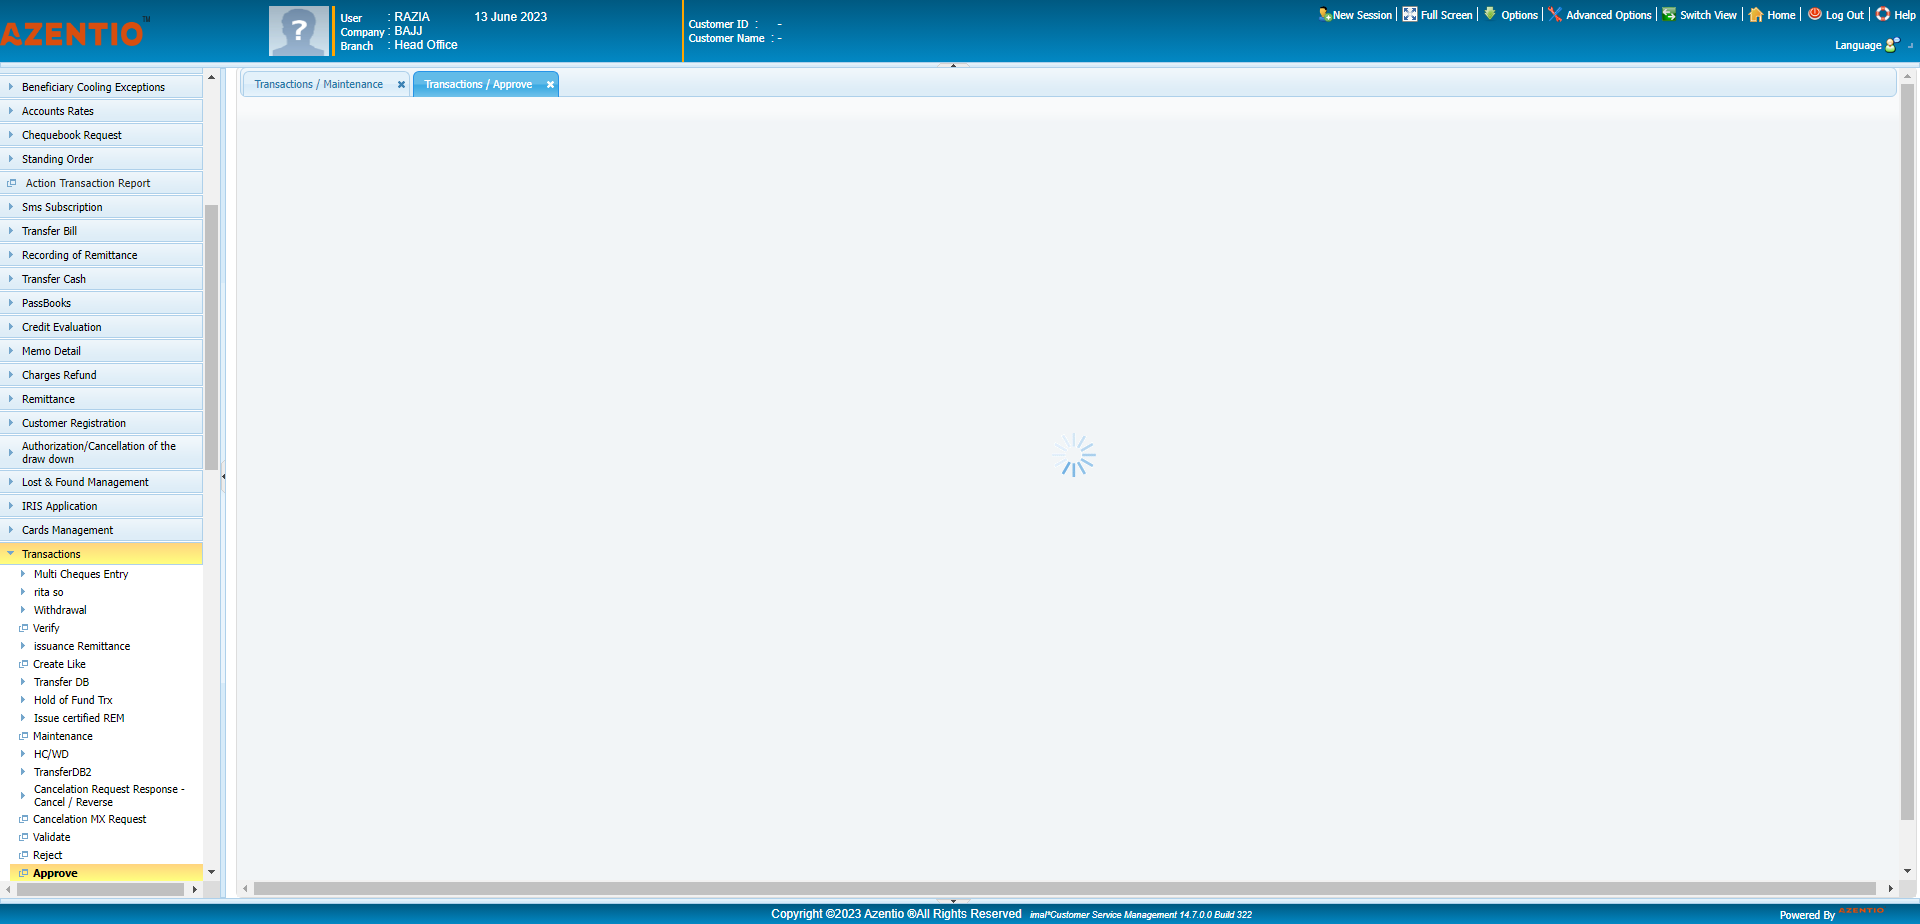 AZENTIO™
User : RAZIA 13 June 2023
Company : BAJJ
Branch : Head Office
Customer ID : -
Customer Name : -
New Session Full Screen Options Advanced Options Switch View Home Log Out Help
Language
Transactions / Maintenance Transactions / Approve
Beneficiary Cooling Exceptions
Accounts Rates
Chequebook Request
Standing Order
Action Transaction Report
Sms Subscription
Transfer Bill
Recording of Remittance
Transfer Cash
PassBooks
Credit Evaluation
Memo Detail
Charges Refund
Remittance
Customer Registration
Authorization/Cancellation of the
draw down
Lost & Found Management
IRIS Application
Cards Management
Transactions
Multi Cheques Entry
rita so
Withdrawal
Verify
issuance Remittance
Create Like
Transfer DB
Hold of Fund Trx
Issue certified REM
Maintenance
HC/WD
TransferDB2
Cancelation Request Response -
Cancel / Reverse
Cancelation MX Request
Validate
Reject
Approve
Copyright ©2023 Azentio ®All Rights Reserved imal*Customer Service Management 14.7.0.0 Build 322
Powered By AZENTIO